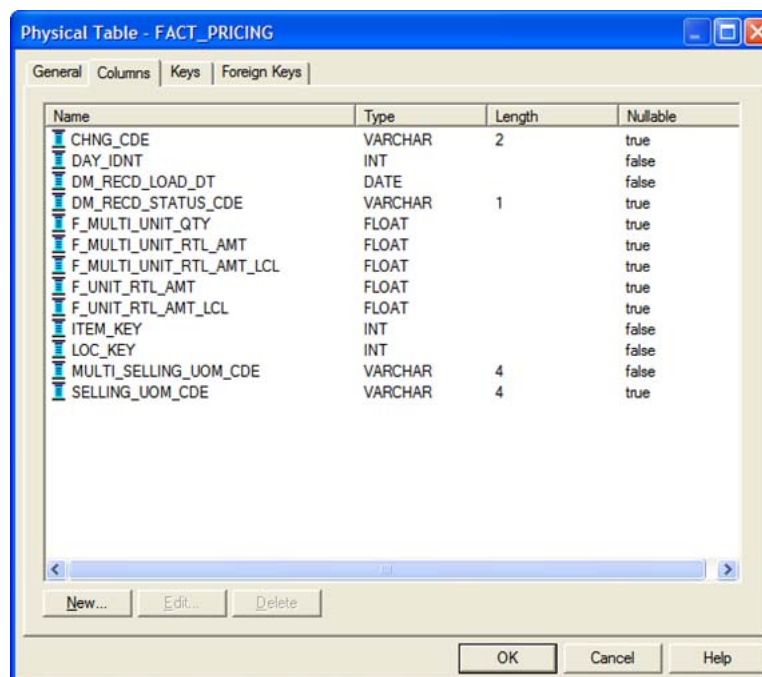 Physical Table - FACT_PRICING
General Columns Keys Foreign Keys
Name Type Length Nullable
CHNG_CDE VARCHAR 2 true
DAY_IDNT INT false
DM_RECD_LOAD_DT DATE false
DM_RECD_STATUS_CDE VARCHAR 1 true
F_MULTI_UNIT_QTY FLOAT true
F_MULTI_UNIT_RTL_AMT FLOAT true
F_MULTI_UNIT_RTL_AMT_LCL FLOAT true
F_UNIT_RTL_AMT FLOAT true
F_UNIT_RTL_AMT_LCL FLOAT true
ITEM_KEY INT false
LOC_KEY INT false
MULTI_SELLING_UOM_CDE VARCHAR 4 false
SELLING_UOM_CDE VARCHAR 4 true
New... Edit... Delete
OK Cancel Help